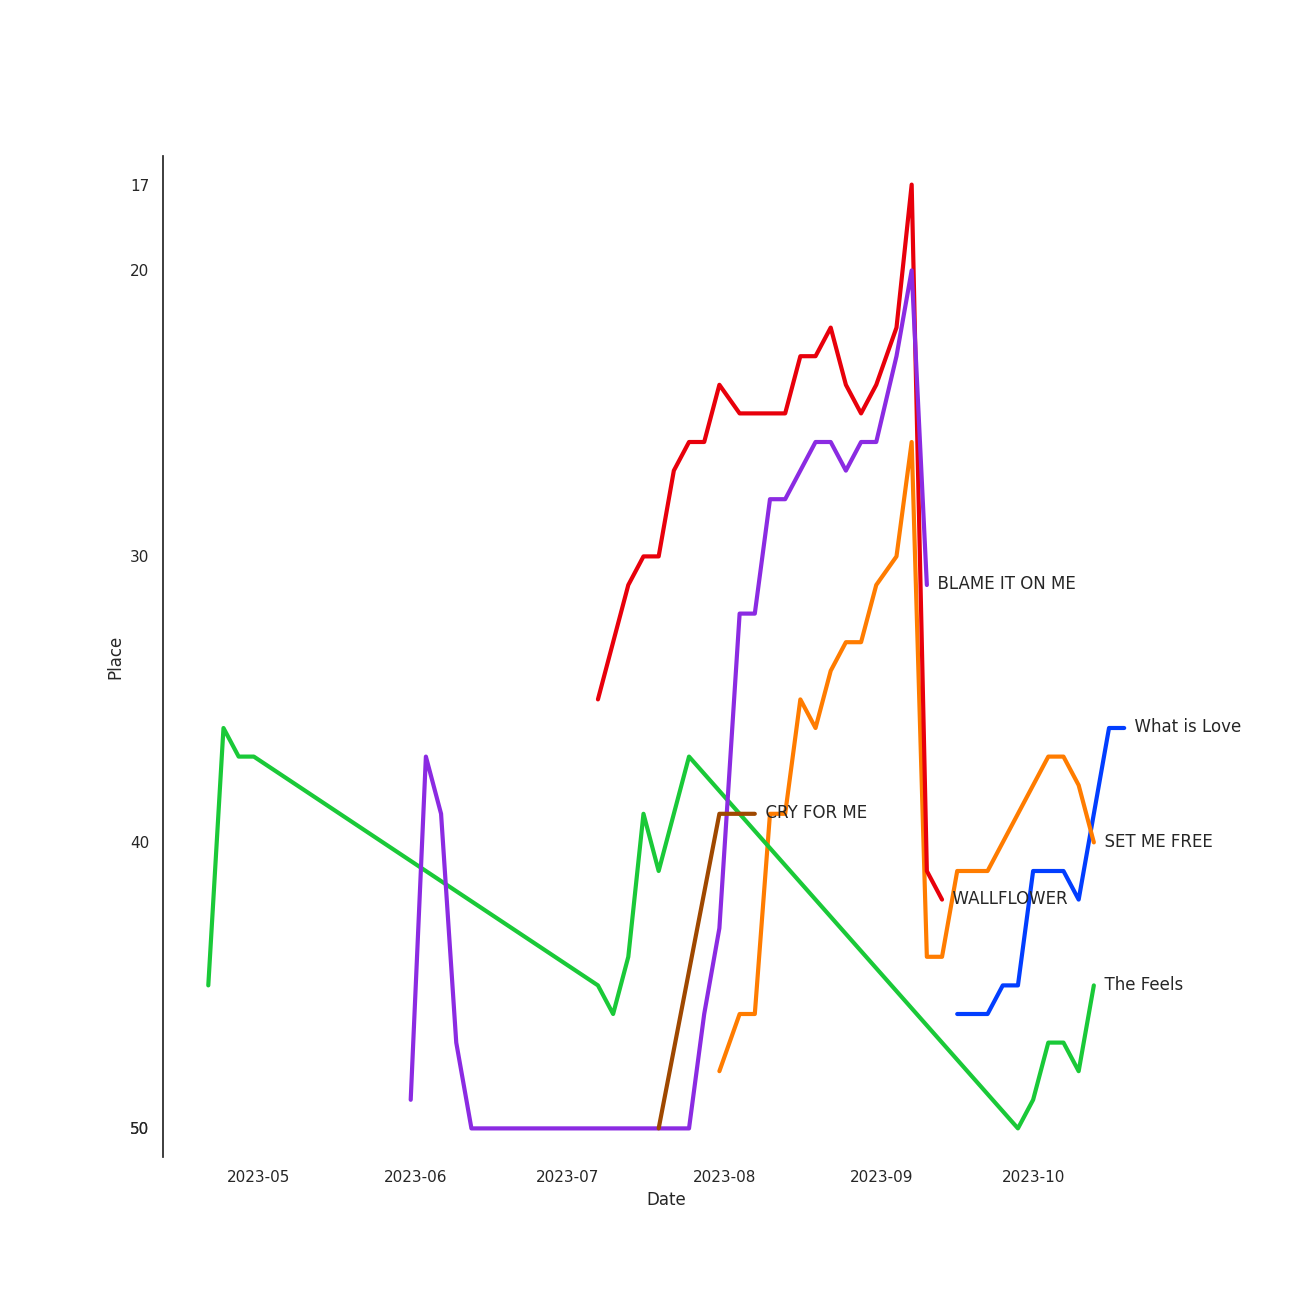 17
20
30
BLAME IT ON ME
Place
What is Love
CRY FOR ME
40
SET ME FREE
WALLFLOWER
The Feels
50
2023-05
2023-06
2023-07
2023-08
2023-09
2023-10
Date